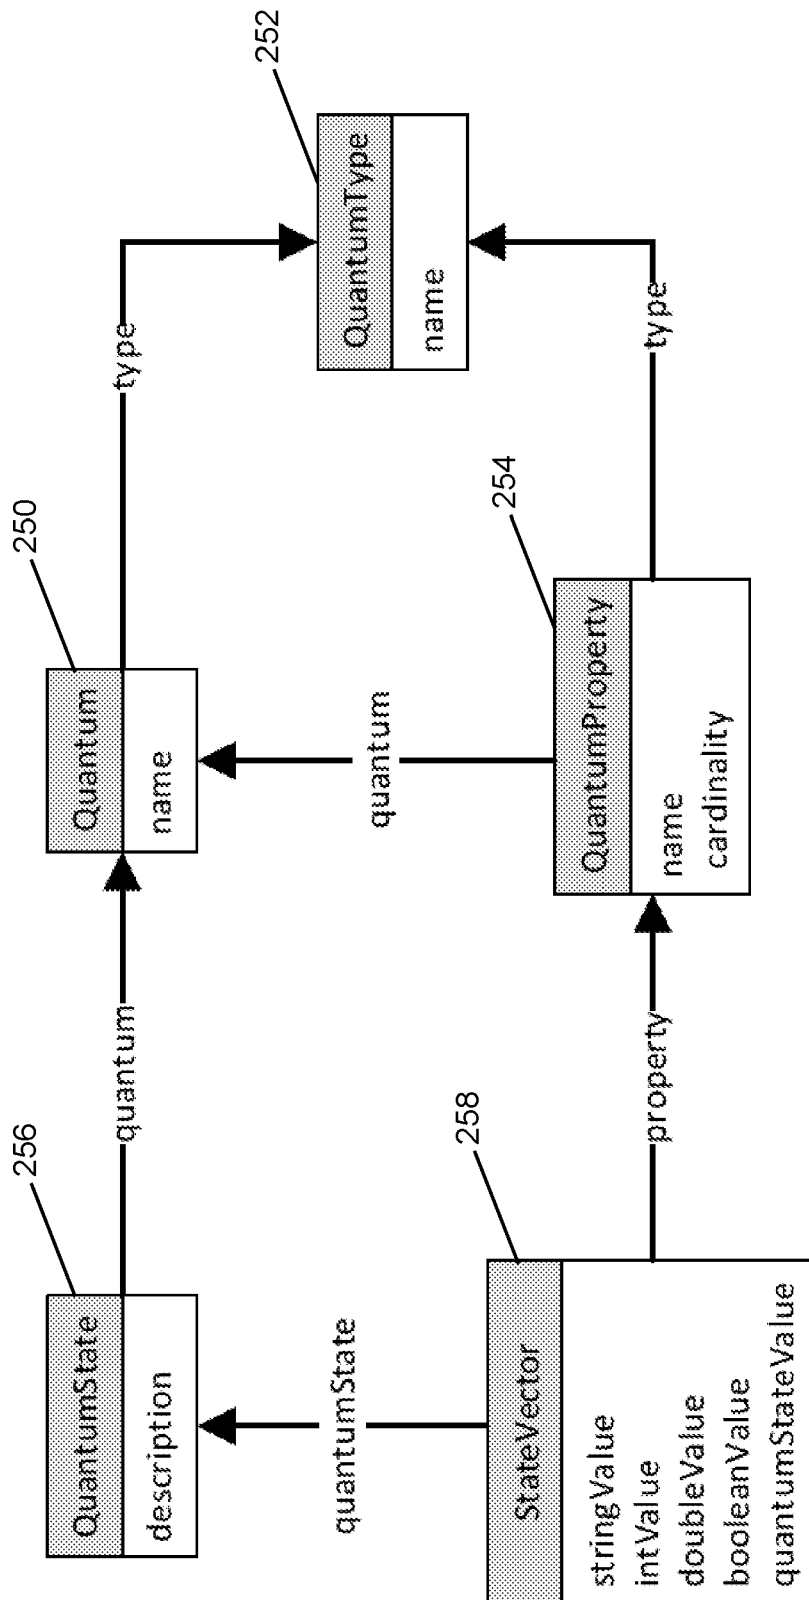 256
QuantumState
description
quantum
250
Quantum
name
type
252
QuantumType
name
quantumState
quantum
258
StateVector
stringValue
intValue
doubleValue
booleanValue
quantumStateValue
property
254
QuantumProperty
name
cardinality
type